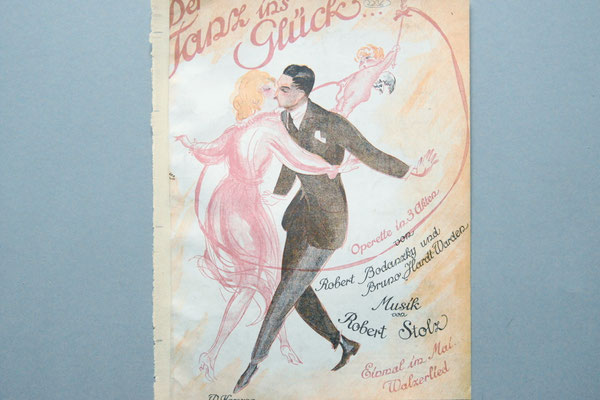 Der
Tanz ins
Glück...
Operette in 3 Akten
von
Robert Bodanzky und
Bruno Hardt-Warden
Musik
von
Robert Stolz
Einmal im Mai
Walzerlied